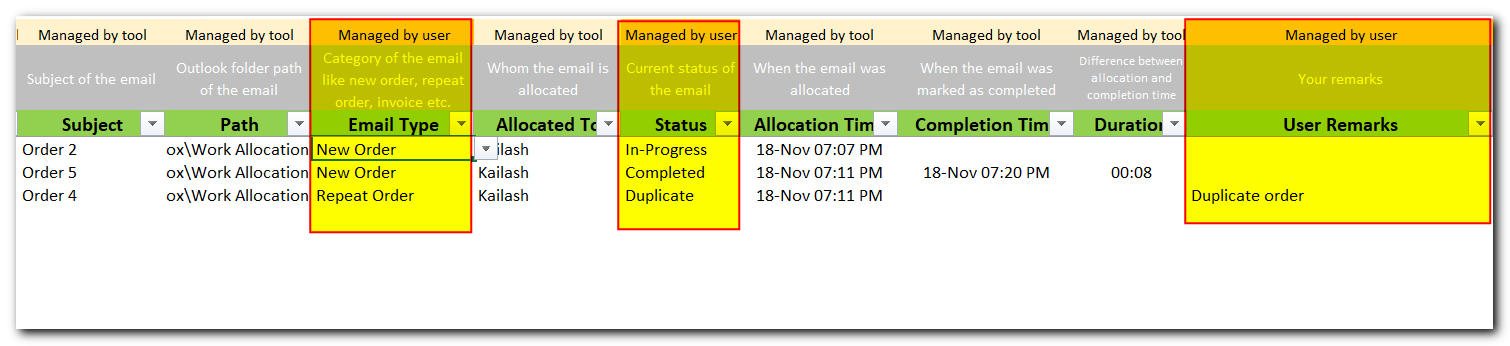 Managed by tool Managed by tool Managed by user Managed by tool Managed by user Managed by tool Managed by tool Managed by tool Managed by user
Subject of the email
Outlook folder path
of the email
Category of the email
like new order, repeat
order, invoice etc.
Whom the email is
allocated
Current status of
the email
When the email was
allocated
When the email was
marked as completed
Difference between
allocation and
completion time
Your remarks
Subject Path Email Type Allocated To Status Allocation Tim Completion Tim Duration User Remarks
Order 2 ox\Work Allocation New Order ilash In-Progress 18-Nov 07:07 PM
Order 5 ox\Work Allocation New Order Kailash Completed 18-Nov 07:11 PM 18-Nov 07:20 PM 00:08
Order 4 ox\Work Allocation Repeat Order Kailash Duplicate 18-Nov 07:11 PM Duplicate order